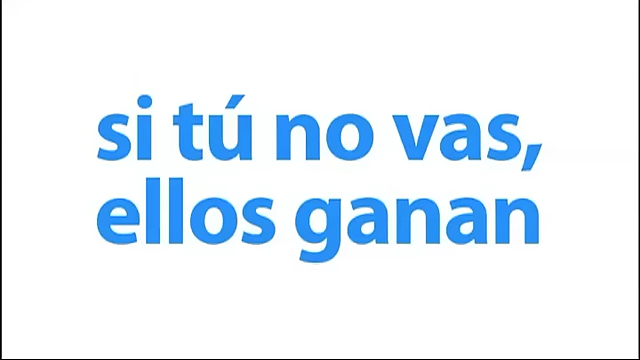 si tú no vas,
ellos ganan